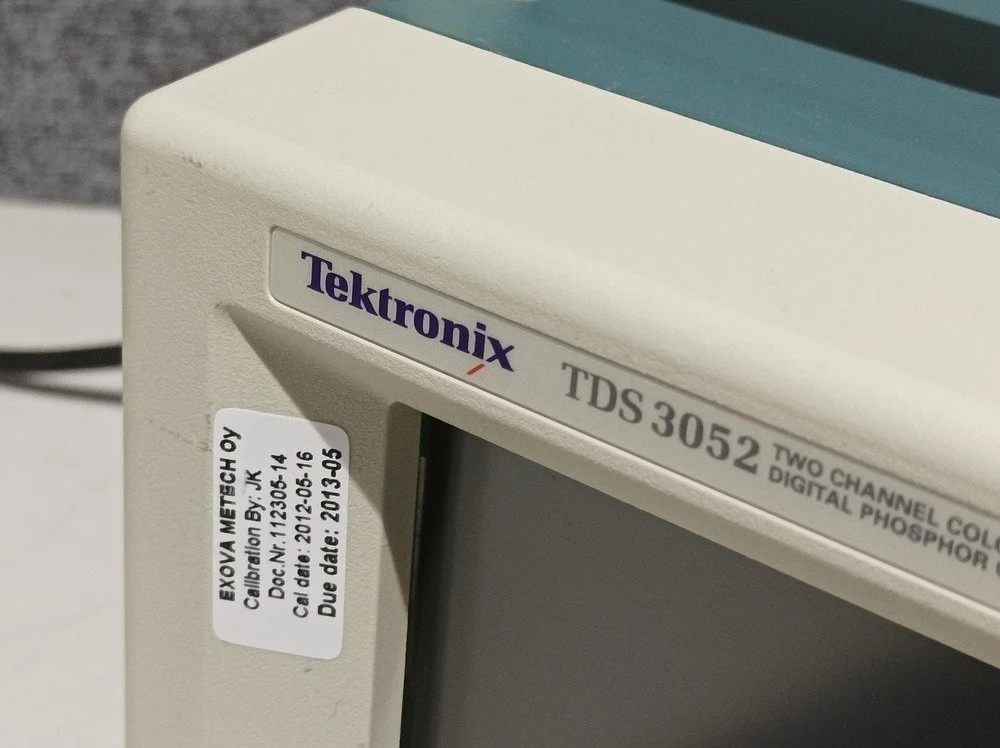 Tektronix
TDS 3052
TWO CHANNEL
DIGITAL PHOSPHOR
EXOVA METECH Oy
Calibration By: JK
Doc.Nr.112305-14
Cal date: 2012-05-16
Due date: 2013-05